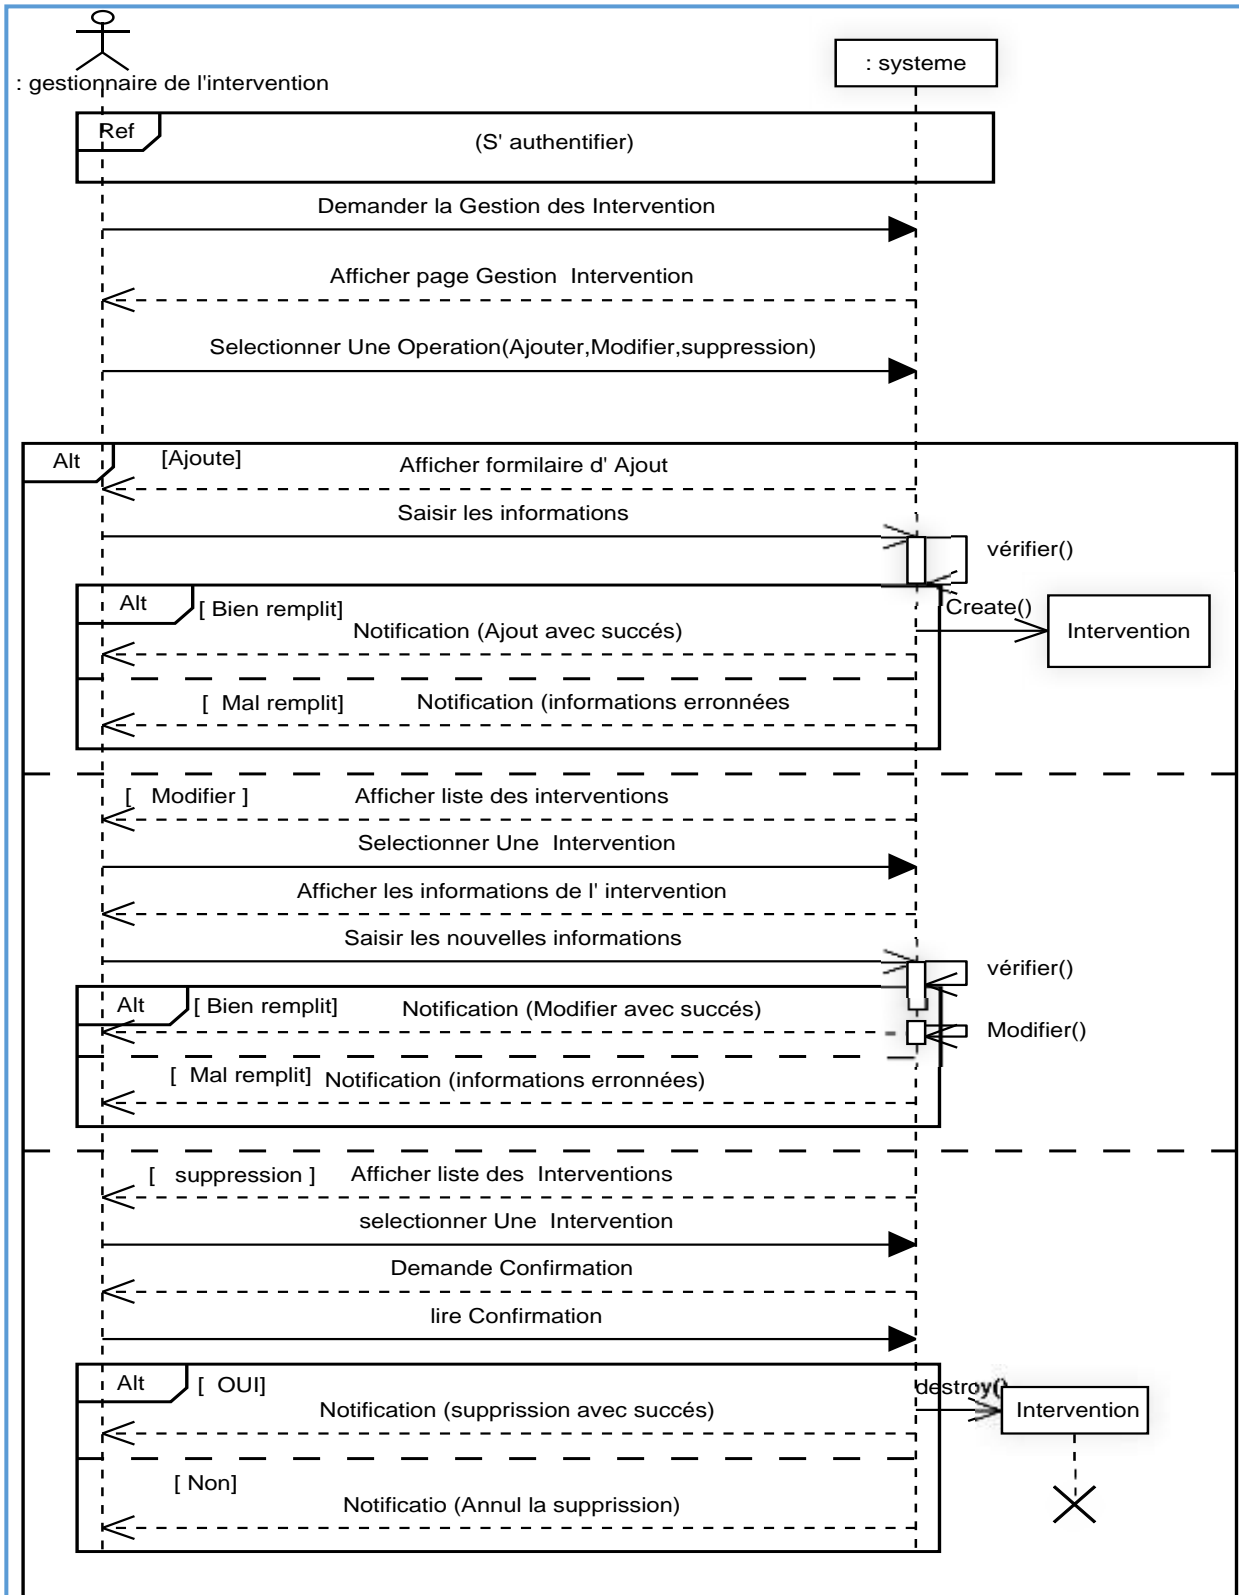 : gestionnaire de l'intervention
: systeme
Ref
(S' authentifier)
Demander la Gestion des Intervention
Afficher page Gestion Intervention
Selectionner Une Operation(Ajouter,Modifier,suppression)
Alt
[Ajoute]
Afficher formilaire d' Ajout
Saisir les informations
vérifier()
Alt
[ Bien remplit]
Create()
Notification (Ajout avec succés)
Intervention
[ Mal remplit]
Notification (informations erronnées
[ Modifier ]
Afficher liste des interventions
Selectionner Une Intervention
Afficher les informations de l' intervention
Saisir les nouvelles informations
vérifier()
Alt
[ Bien remplit]
Notification (Modifier avec succés)
Modifier()
[ Mal remplit]
Notification (informations erronnées)
[ suppression ]
Afficher liste des Interventions
selectionner Une Intervention
Demande Confirmation
lire Confirmation
Alt
[ OUI]
destroy()
Notification (supprission avec succés)
Intervention
[ Non]
Notificatio (Annul la supprission)